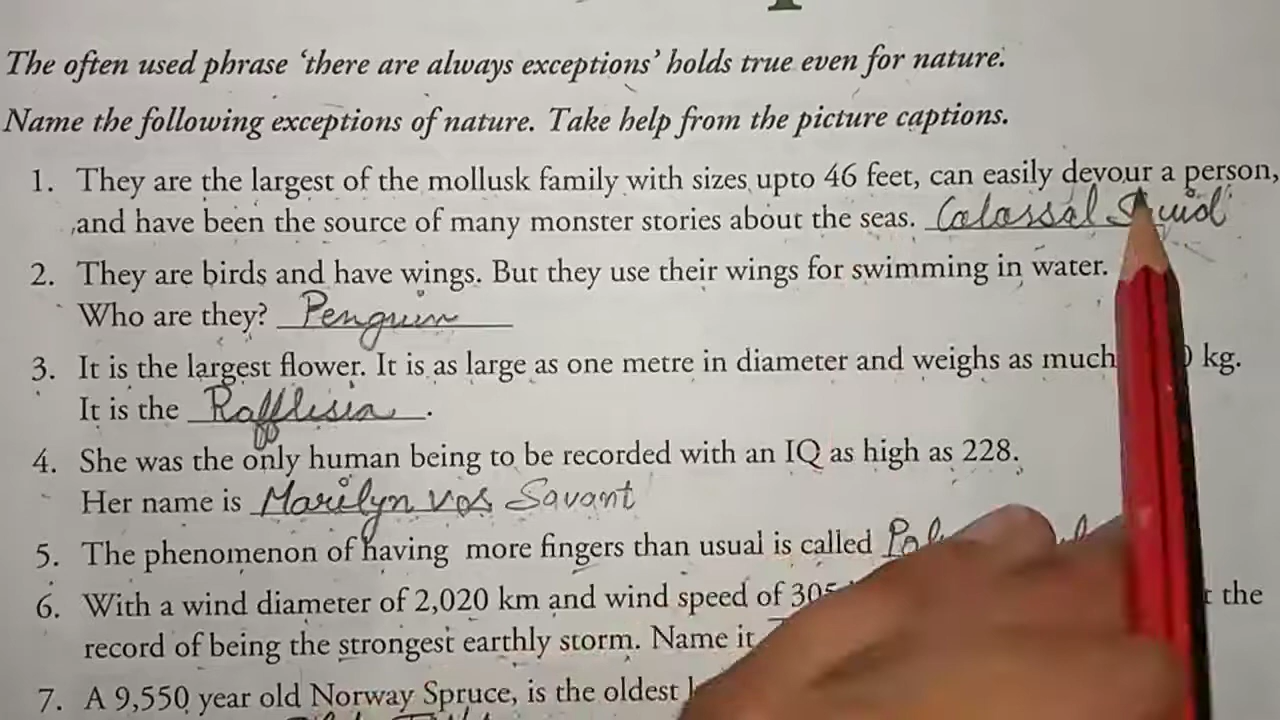 The often used phrase ‘there are always exceptions’ holds true even for nature.
Name the following exceptions of nature. Take help from the picture captions.
1. They are the largest of the mollusk family with sizes upto 46 feet, can easily devour a person,
and have been the source of many monster stories about the seas. Colossal Squid
2. They are birds and have wings. But they use their wings for swimming in water.
Who are they? Penguin
3. It is the largest flower. It is as large as one metre in diameter and weighs as much kg.
It is the Rafflisia .
4. She was the only human being to be recorded with an IQ as high as 228.
Her name is Marilyn vos Savant
5. The phenomenon of having more fingers than usual is called
6. With a wind diameter of 2,020 km and wind speed of 305 the
record of being the strongest earthly storm. Name it
7. A 9,550 year old Norway Spruce, is the oldest